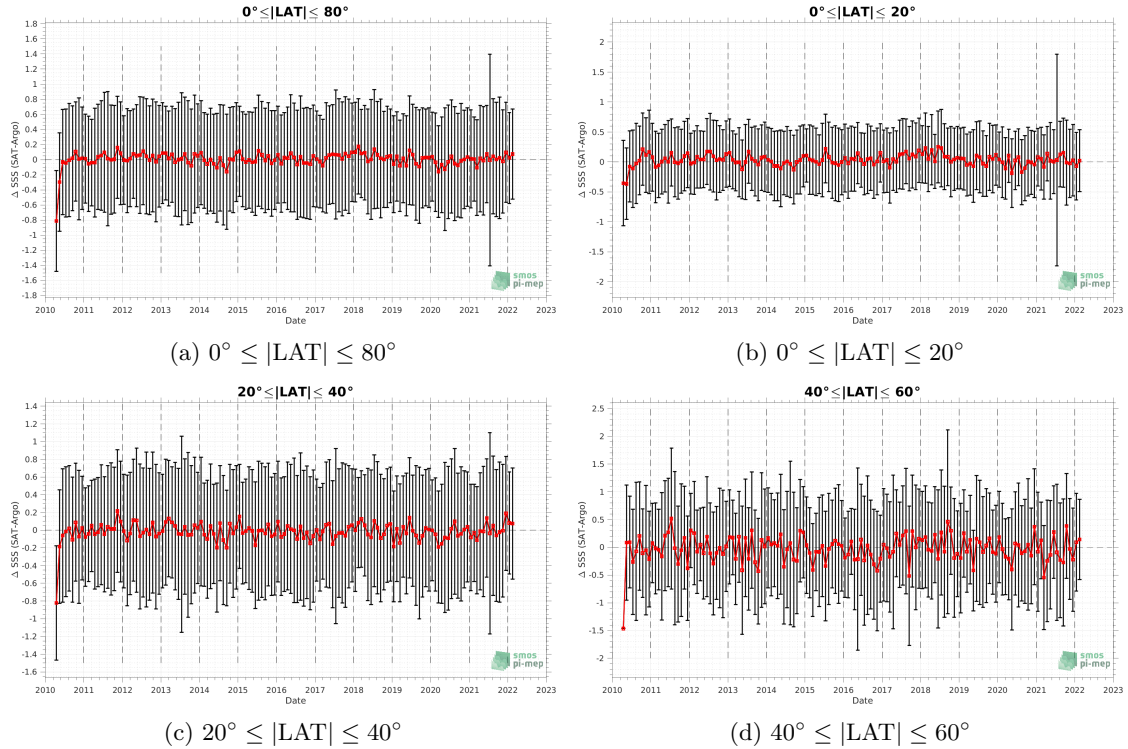 0°≤|LAT|≤ 80°
Δ SSS (SAT-Argo)
1.8
1.6
1.4
1.2
1
0.8
0.6
0.4
0.2
0
-0.2
-0.4
-0.6
-0.8
-1
-1.2
-1.4
-1.6
-1.8
2010 2011 2012 2013 2014 2015 2016 2017 2018 2019 2020 2021 2022 2023
Date
smos
pi-mep
(a) 0° ≤ |LAT| ≤ 80°
0°≤|LAT|≤ 20°
Δ SSS (SAT-Argo)
2
1.5
1
0.5
0
-0.5
-1
-1.5
-2
2010 2011 2012 2013 2014 2015 2016 2017 2018 2019 2020 2021 2022 2023
Date
smos
pi-mep
(b) 0° ≤ |LAT| ≤ 20°
20°≤|LAT|≤ 40°
Δ SSS (SAT-Argo)
1.4
1.2
1
0.8
0.6
0.4
0.2
0
-0.2
-0.4
-0.6
-0.8
-1
-1.2
-1.4
-1.6
2010 2011 2012 2013 2014 2015 2016 2017 2018 2019 2020 2021 2022 2023
Date
smos
pi-mep
(c) 20° ≤ |LAT| ≤ 40°
40°≤|LAT|≤ 60°
Δ SSS (SAT-Argo)
2.5
2
1.5
1
0.5
0
-0.5
-1
-1.5
-2
2010 2011 2012 2013 2014 2015 2016 2017 2018 2019 2020 2021 2022 2023
Date
smos
pi-mep
(d) 40° ≤ |LAT| ≤ 60°